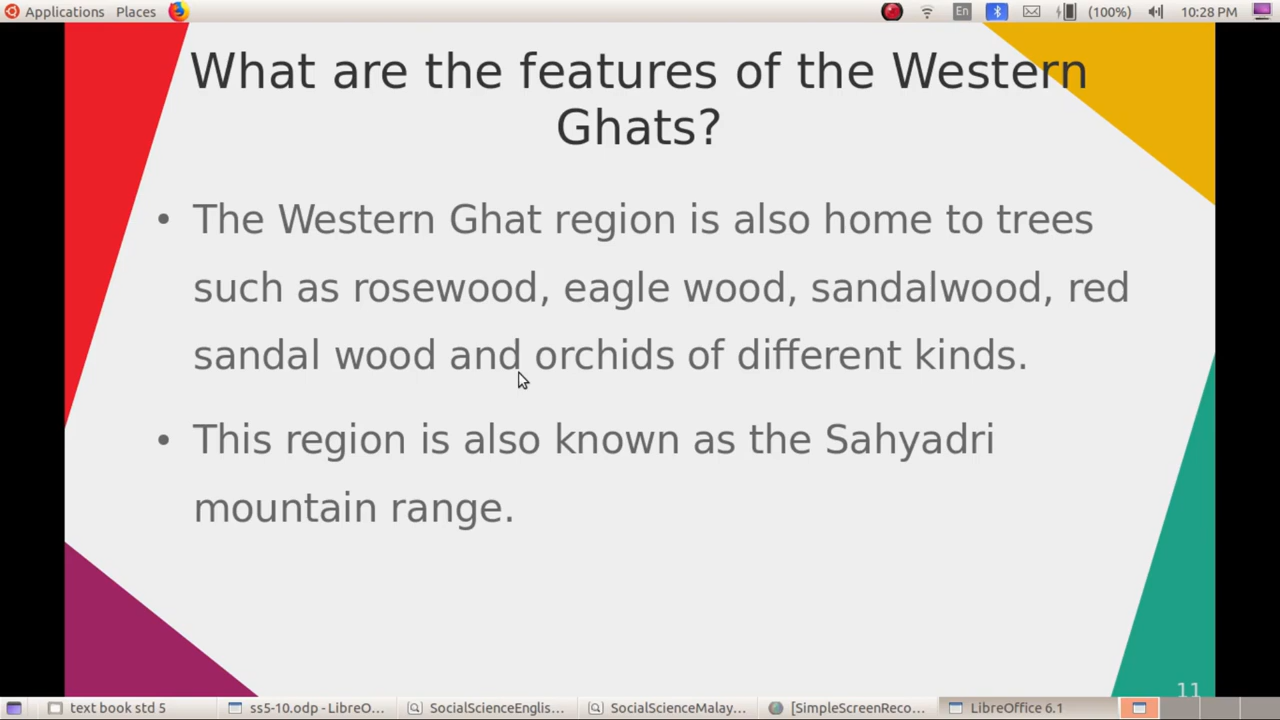 Applications Places En (100%) 10:28 PM
What are the features of the Western
Ghats?
• The Western Ghat region is also home to trees
such as rosewood, eagle wood, sandalwood, red
sandal wood and orchids of different kinds.
• This region is also known as the Sahyadri
mountain range.
11
text book std 5 ss5-10.odp - LibreO... SocialScienceEnglis... SocialScienceMalay... [SimpleScreenReco... LibreOffice 6.1